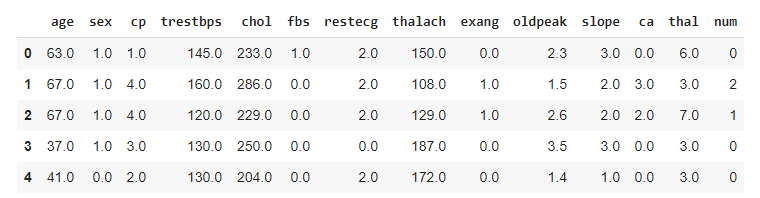 age sex cp trestbps chol fbs restecg thalach exang oldpeak slope ca thal num
0 63.0 1.0 1.0 145.0 233.0 1.0 2.0 150.0 0.0 2.3 3.0 0.0 6.0 0
1 67.0 1.0 4.0 160.0 286.0 0.0 2.0 108.0 1.0 1.5 2.0 3.0 3.0 2
2 67.0 1.0 4.0 120.0 229.0 0.0 2.0 129.0 1.0 2.6 2.0 2.0 7.0 1
3 37.0 1.0 3.0 130.0 250.0 0.0 0.0 187.0 0.0 3.5 3.0 0.0 3.0 0
4 41.0 0.0 2.0 130.0 204.0 0.0 2.0 172.0 0.0 1.4 1.0 0.0 3.0 0